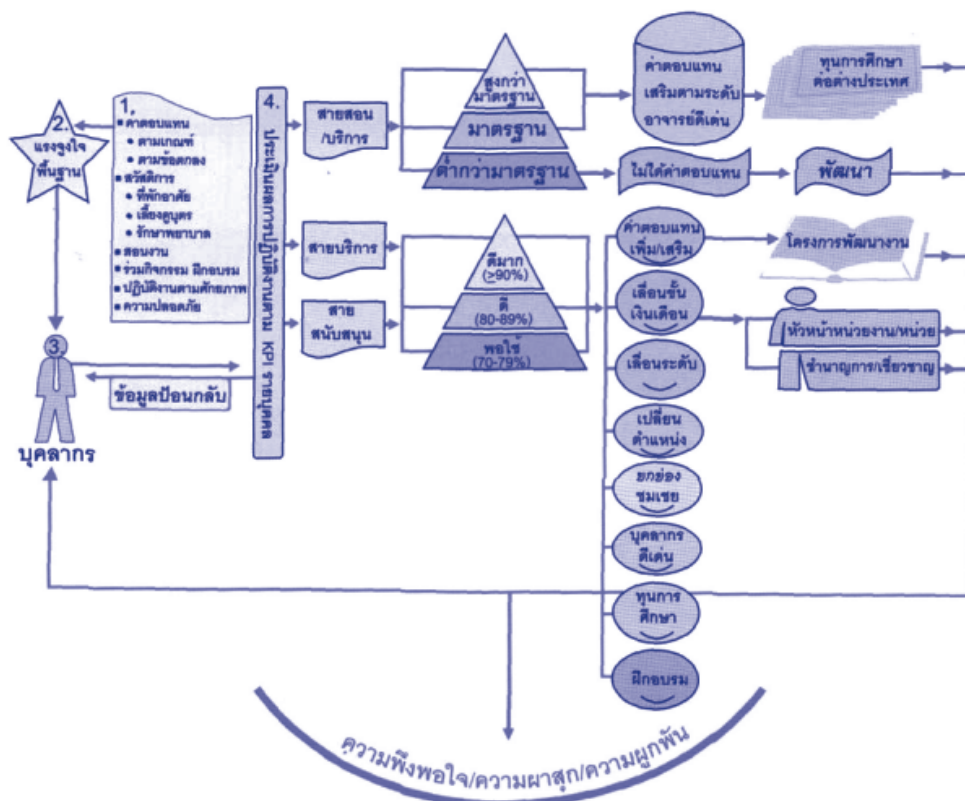 1.
■ ค่าตอบแทน
● ตามเกณฑ์
● ตามข้อตกลง
■ สวัสดิการ
● ที่พักอาศัย
● เลี้ยงดูบุตร
● รักษาพยาบาล
■ สอนงาน
■ ร่วมกิจกรรม ฝึกอบรม
■ ปฏิบัติงานตามศักยภาพ
■ ความปลอดภัย
2.
แรงจูงใจ
พื้นฐาน
3.
บุคลากร
ข้อมูลป้อนกลับ
4.
ประเมินผลการปฏิบัติงานตาม KPI รายบุคคล
สายสอน
/บริการ
สูงกว่า
มาตรฐาน
มาตรฐาน
ต่ำกว่ามาตรฐาน
ค่าตอบแทน
เสริมตามระดับ
อาจารย์ดีเด่น
ทุนการศึกษา
ต่อต่างประเทศ
ไม่ได้ค่าตอบแทน
พัฒนา
สายบริการ
สาย
สนับสนุน
ดีมาก
(≥90%)
ดี
(80-89%)
พอใช้
(70-79%)
ค่าตอบแทน
เพิ่ม/เสริม
โครงการพัฒนางาน
เลื่อนขั้น
เงินเดือน
หัวหน้าหน่วยงาน/หน่วย
ชำนาญการ/เชี่ยวชาญ
เลื่อนระดับ
เปลี่ยน
ตำแหน่ง
ยกย่อง
ชมเชย
บุคลากร
ดีเด่น
ทุนการ
ศึกษา
ฝึกอบรม
ความพึงพอใจ/ความผาสุก/ความผูกพัน